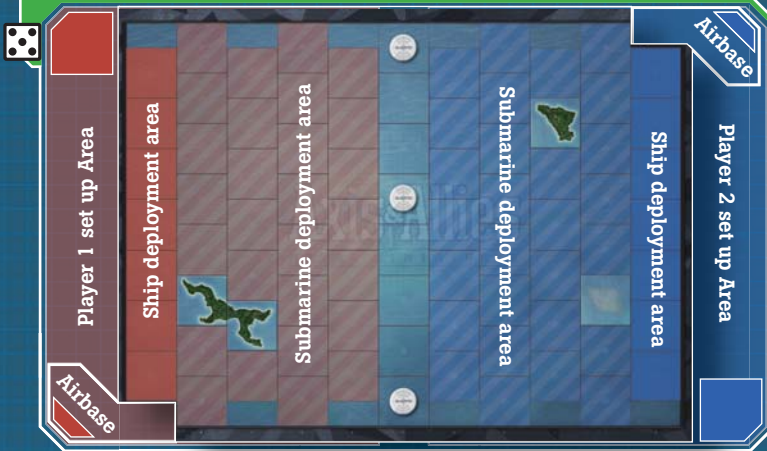 Player 1 set up Area
Ship deployment area
Submarine deployment area
Submarine deployment area
Ship deployment area
Player 2 set up Area
Airbase
Airbase